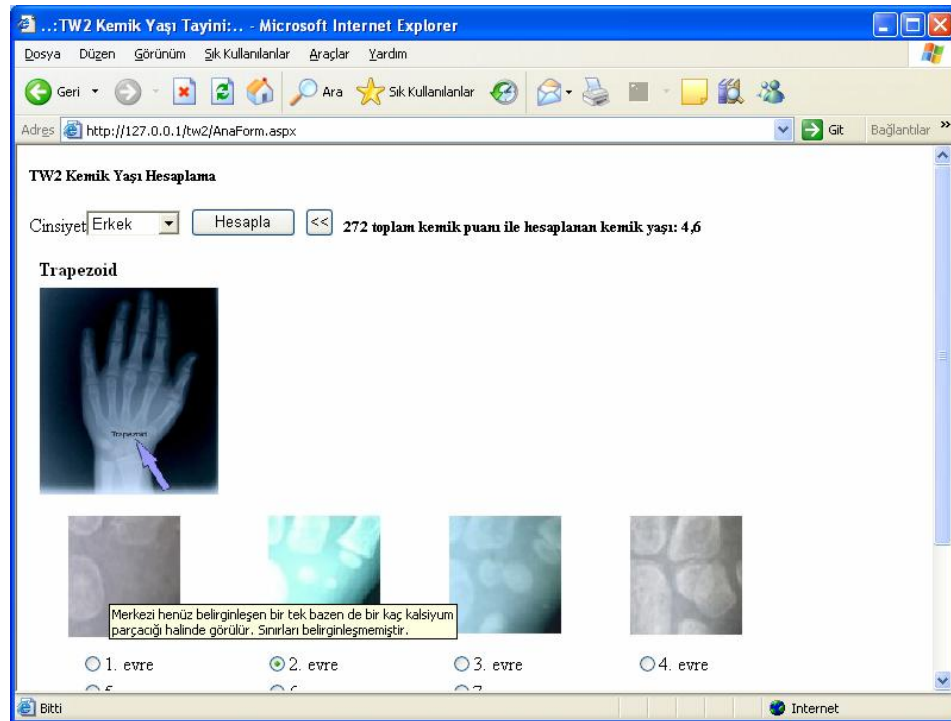 ..:TW2 Kemik Yaşı Tayini:.. - Microsoft Internet Explorer
Dosya Düzen Görünüm Sık Kullanılanlar Araçlar Yardım
Geri Ara Sık Kullanılanlar
Adres http://127.0.0.1/tw2/AnaForm.aspx Git Bağlantılar »
TW2 Kemik Yaşı Hesaplama
Cinsiyet Erkek Hesapla << 272 toplam kemik puanı ile hesaplanan kemik yaşı: 4,6
Trapezoid
Merkezi henüz belirginleşen bir tek bazen de bir kaç kalsiyum
parçacığı halinde görülür. Sınırları belirginleşmemiştir.
1. evre 2. evre 3. evre 4. evre
Bitti Internet